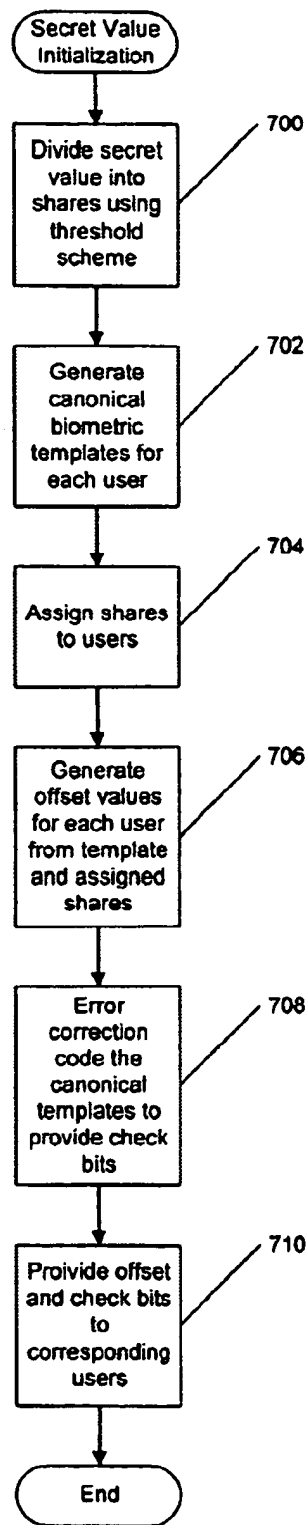 Secret Value
Initialization
700
Divide secret
value into
shares using
threshold
scheme
702
Generate
canonical
biometric
templates for
each user
704
Assign shares
to users
706
Generate
offset values
for each user
from template
and assigned
shares
708
Error
correction
code the
canonical
templates to
provide check
bits
710
Proivide offset
and check bits
to
corresponding
users
End